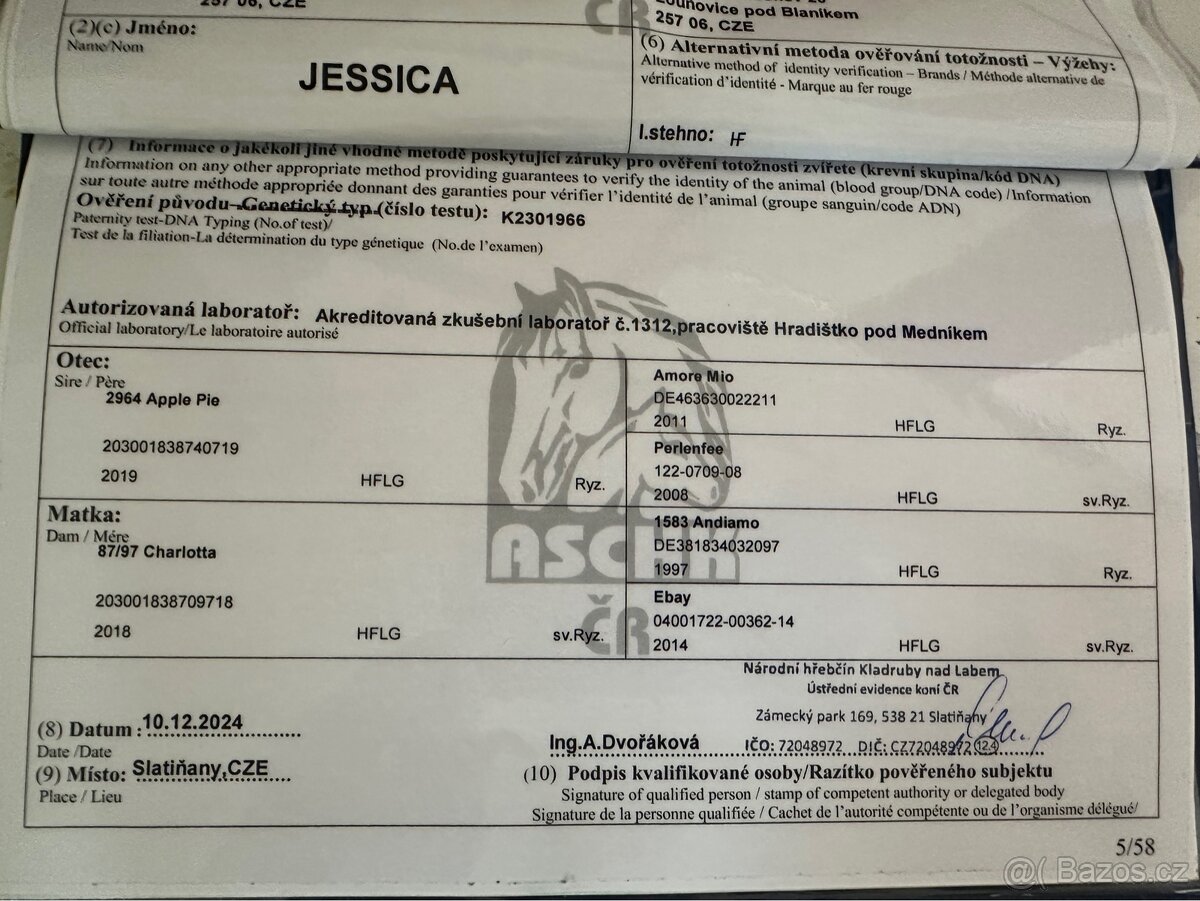 257 06, CZE
Louňovice pod Blaníkem
257 06, CZE
(2)(c) Jméno:
Name/Nom
JESSICA
(6) Alternativní metoda ověřování totožnosti – Výžehy:
Alternative method of identity verification – Brands / Méthode alternative de
vérification d'identité - Marque au fer rouge
l.stehno: HF
(7) Informace o jakékoli jiné vhodné metodě poskytující záruky pro ověření totožnosti zvířete (krevní skupina/kód DNA)
Information on any other appropriate method providing guarantees to verify the identity of the animal (blood group/DNA code) /Information
sur toute autre méthode appropriée donnant des garanties pour vérifier l'identité de l'animal (groupe sanguin/code ADN)
Ověření původu–Genetický typ (číslo testu): K2301966
Paternity test-DNA Typing (No.of test)/
Test de la filiation-La détermination du type génétique (No.de l'examen)
Autorizovaná laboratoř: Akreditovaná zkušební laboratoř č.1312,pracoviště Hradištko pod Medníkem
Official laboratory/Le laboratoire autorisé
Otec:
Sire / Père
2964 Apple Pie
203001838740719
2019 HFLG Ryz.
Amore Mio
DE463630022211
2011 HFLG Ryz.
Perlenfee
122-0709-08
2008 HFLG sv.Ryz.
Matka:
Dam / Mére
87/97 Charlotta
203001838709718
2018 HFLG sv.Ryz.
1583 Andiamo
DE381834032097
1997 HFLG Ryz.
Ebay
04001722-00362-14
2014 HFLG sv.Ryz.
ASCHK
ČR
(8) Datum : 10.12.2024
Date /Date
(9) Místo: Slatiňany,CZE
Place / Lieu
Národní hřebčín Kladruby nad Labem
Ústřední evidence koní ČR
Zámecký park 169, 538 21 Slatiňany
Ing.A.Dvořáková IČO: 72048972 DIČ: CZ72048972 124
(10) Podpis kvalifikované osoby/Razítko pověřeného subjektu
Signature of qualified person / stamp of competent authority or delegated body
Signature de la personne qualifiée / Cachet de l'autorité compétente ou de l'organisme délégué/
5/58
@( Bazos.cz